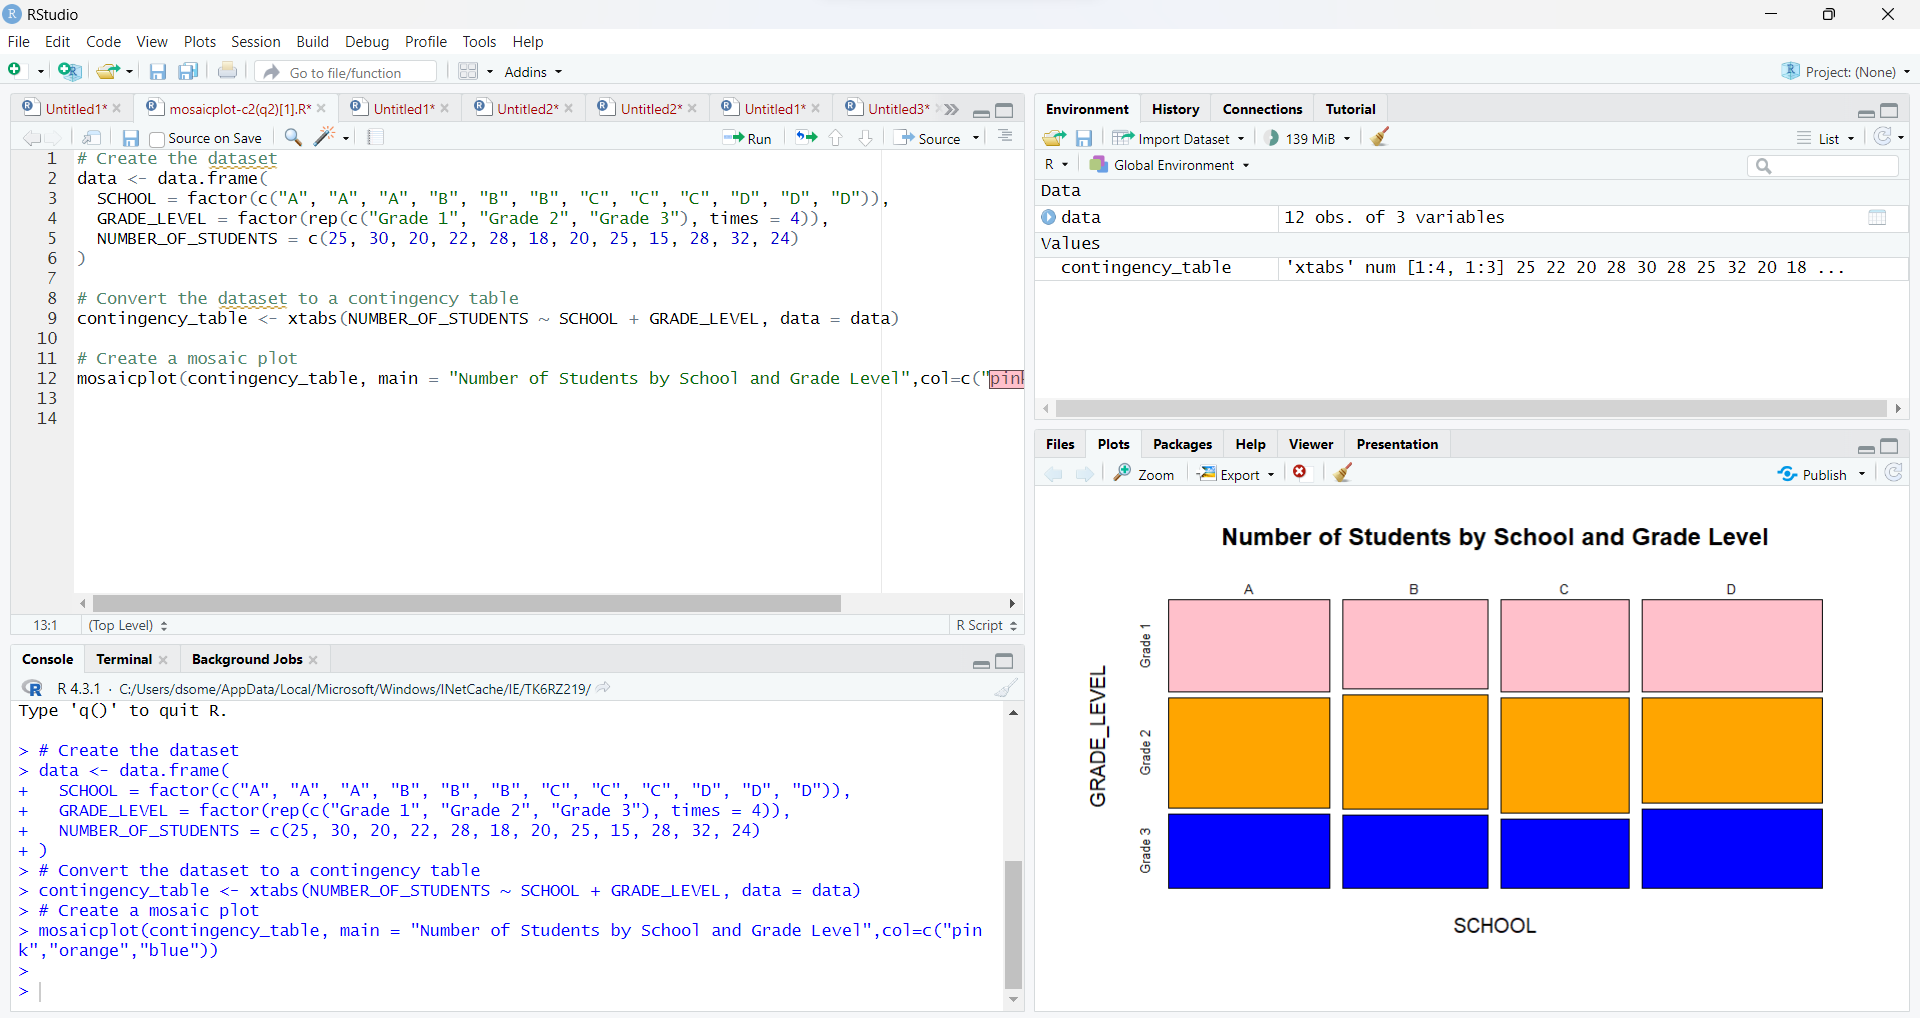 RStudio
File Edit Code View Plots Session Build Debug Profile Tools Help
Go to file/function Addins Project: (None)
Untitled1* mosaicplot-c2(q2)[1].R* Untitled1* Untitled2* Untitled2* Untitled1* Untitled3*
Source on Save Run Source
1 # Create the dataset
2 data <- data.frame(
3   SCHOOL = factor(c("A", "A", "A", "B", "B", "B", "C", "C", "C", "D", "D", "D")),
4   GRADE_LEVEL = factor(rep(c("Grade 1", "Grade 2", "Grade 3"), times = 4)),
5   NUMBER_OF_STUDENTS = c(25, 30, 20, 22, 28, 18, 20, 25, 15, 28, 32, 24)
6 )
7
8 # Convert the dataset to a contingency table
9 contingency_table <- xtabs(NUMBER_OF_STUDENTS ~ SCHOOL + GRADE_LEVEL, data = data)
10
11 # Create a mosaic plot
12 mosaicplot(contingency_table, main = "Number of Students by School and Grade Level",col=c("pink
13
14
13:1 (Top Level) R Script
Console Terminal Background Jobs
R 4.3.1 · C:/Users/dsome/AppData/Local/Microsoft/Windows/INetCache/IE/TK6RZ219/
Type 'q()' to quit R.
> # Create the dataset
> data <- data.frame(
+   SCHOOL = factor(c("A", "A", "A", "B", "B", "B", "C", "C", "C", "D", "D", "D")),
+   GRADE_LEVEL = factor(rep(c("Grade 1", "Grade 2", "Grade 3"), times = 4)),
+   NUMBER_OF_STUDENTS = c(25, 30, 20, 22, 28, 18, 20, 25, 15, 28, 32, 24)
+ )
> # Convert the dataset to a contingency table
> contingency_table <- xtabs(NUMBER_OF_STUDENTS ~ SCHOOL + GRADE_LEVEL, data = data)
> # Create a mosaic plot
> mosaicplot(contingency_table, main = "Number of Students by School and Grade Level",col=c("pin
k","orange","blue"))
>
>
Environment History Connections Tutorial
Import Dataset 139 MiB List
R Global Environment
Data
data 12 obs. of 3 variables
Values
contingency_table 'xtabs' num [1:4, 1:3] 25 22 20 28 30 28 25 32 20 18 ...
Files Plots Packages Help Viewer Presentation
Zoom Export Publish
Number of Students by School and Grade Level
A B C D
Grade 1
Grade 2
Grade 3
GRADE_LEVEL
SCHOOL